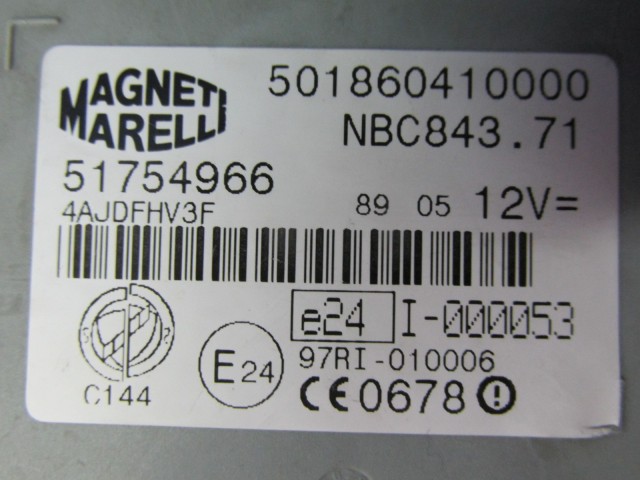 MAGNETI
MARELLI
501860410000
NBC843.71
51754966
4AJDFHV3F
89 05 12V=
e24 I-000053
E24
97RI-010006
C144
CE0678